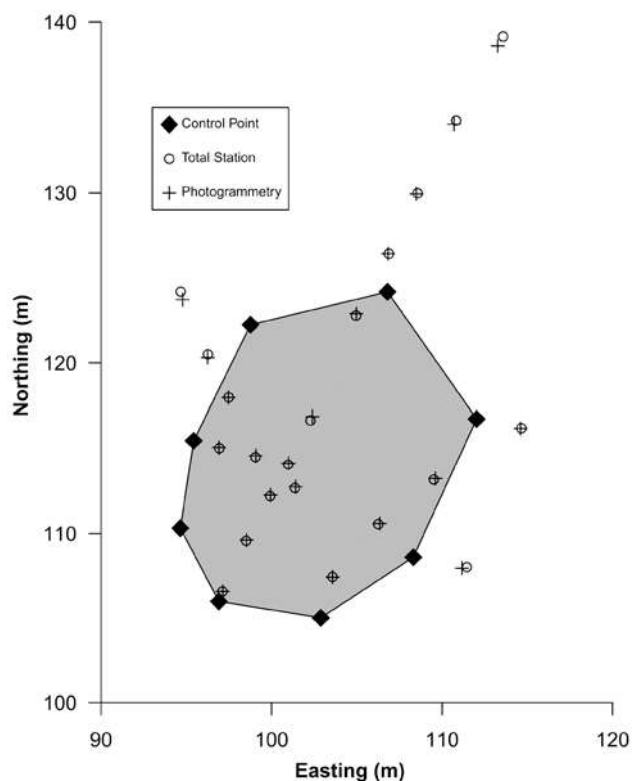 140
Control Point
Total Station
Photogrammetry
130
Northing (m)
120
110
100
90 100 110 120
Easting (m)